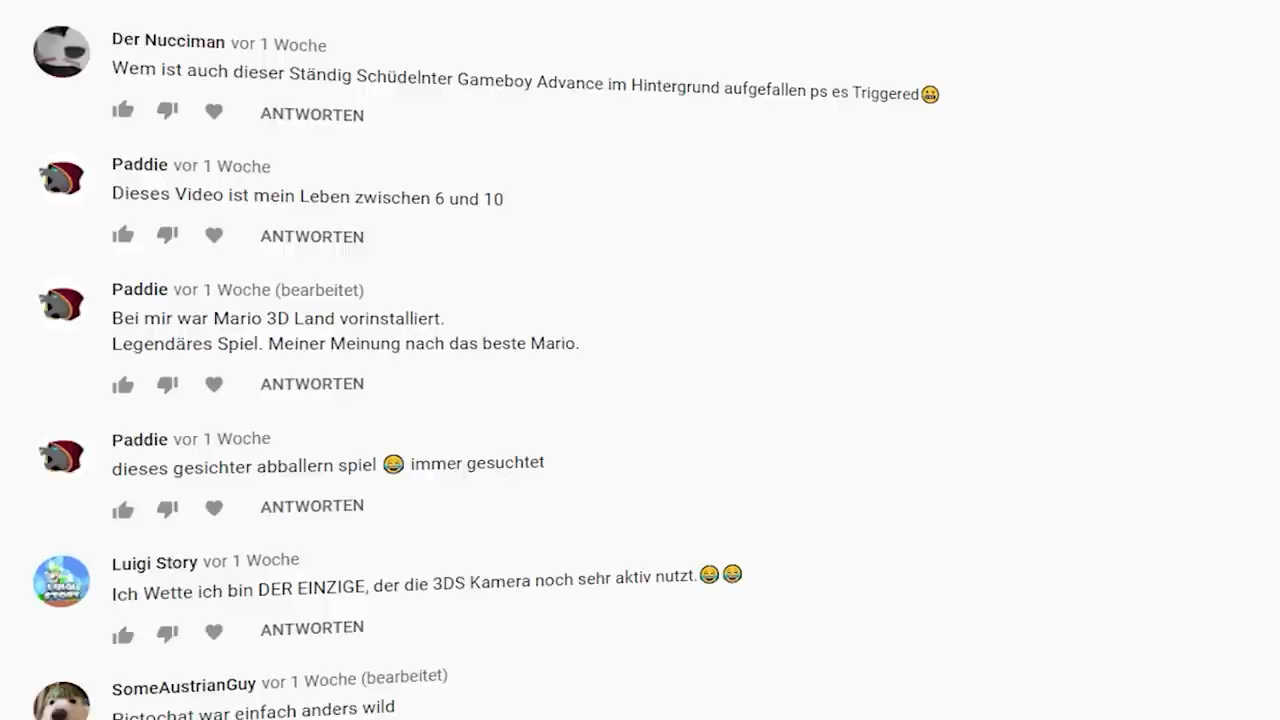 Der Nucciman vor 1 Woche
Wem ist auch dieser Ständig Schüdelnter Gameboy Advance im Hintergrund aufgefallen ps es Triggered😬
ANTWORTEN
Paddie vor 1 Woche
Dieses Video ist mein Leben zwischen 6 und 10
ANTWORTEN
Paddie vor 1 Woche (bearbeitet)
Bei mir war Mario 3D Land vorinstalliert.
Legendäres Spiel. Meiner Meinung nach das beste Mario.
ANTWORTEN
Paddie vor 1 Woche
dieses gesichter abballern spiel 😂 immer gesuchtet
ANTWORTEN
Luigi Story vor 1 Woche
Ich Wette ich bin DER EINZIGE, der die 3DS Kamera noch sehr aktiv nutzt.😂😂
ANTWORTEN
SomeAustrianGuy vor 1 Woche (bearbeitet)
Pictochat war einfach anders wild